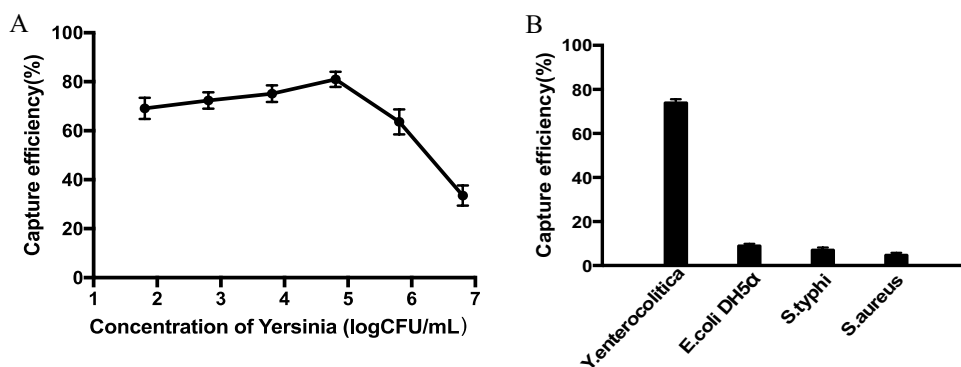 A
Capture efficiency(%)
100
80
60
40
20
0
1 2 3 4 5 6 7
Concentration of Yersinia (logCFU/mL)
B
Capture efficiency(%)
100
80
60
40
20
0
Y.enterocolitica
E.coli DH5α
S.typhi
S.aureus